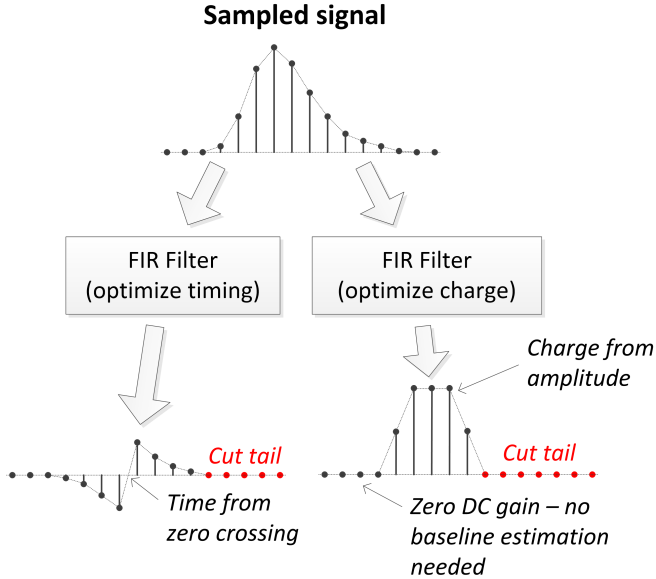 Sampled signal
FIR Filter
(optimize timing)
FIR Filter
(optimize charge)
Charge from
amplitude
Cut tail
Time from
zero crossing
Cut tail
Zero DC gain – no
baseline estimation
needed